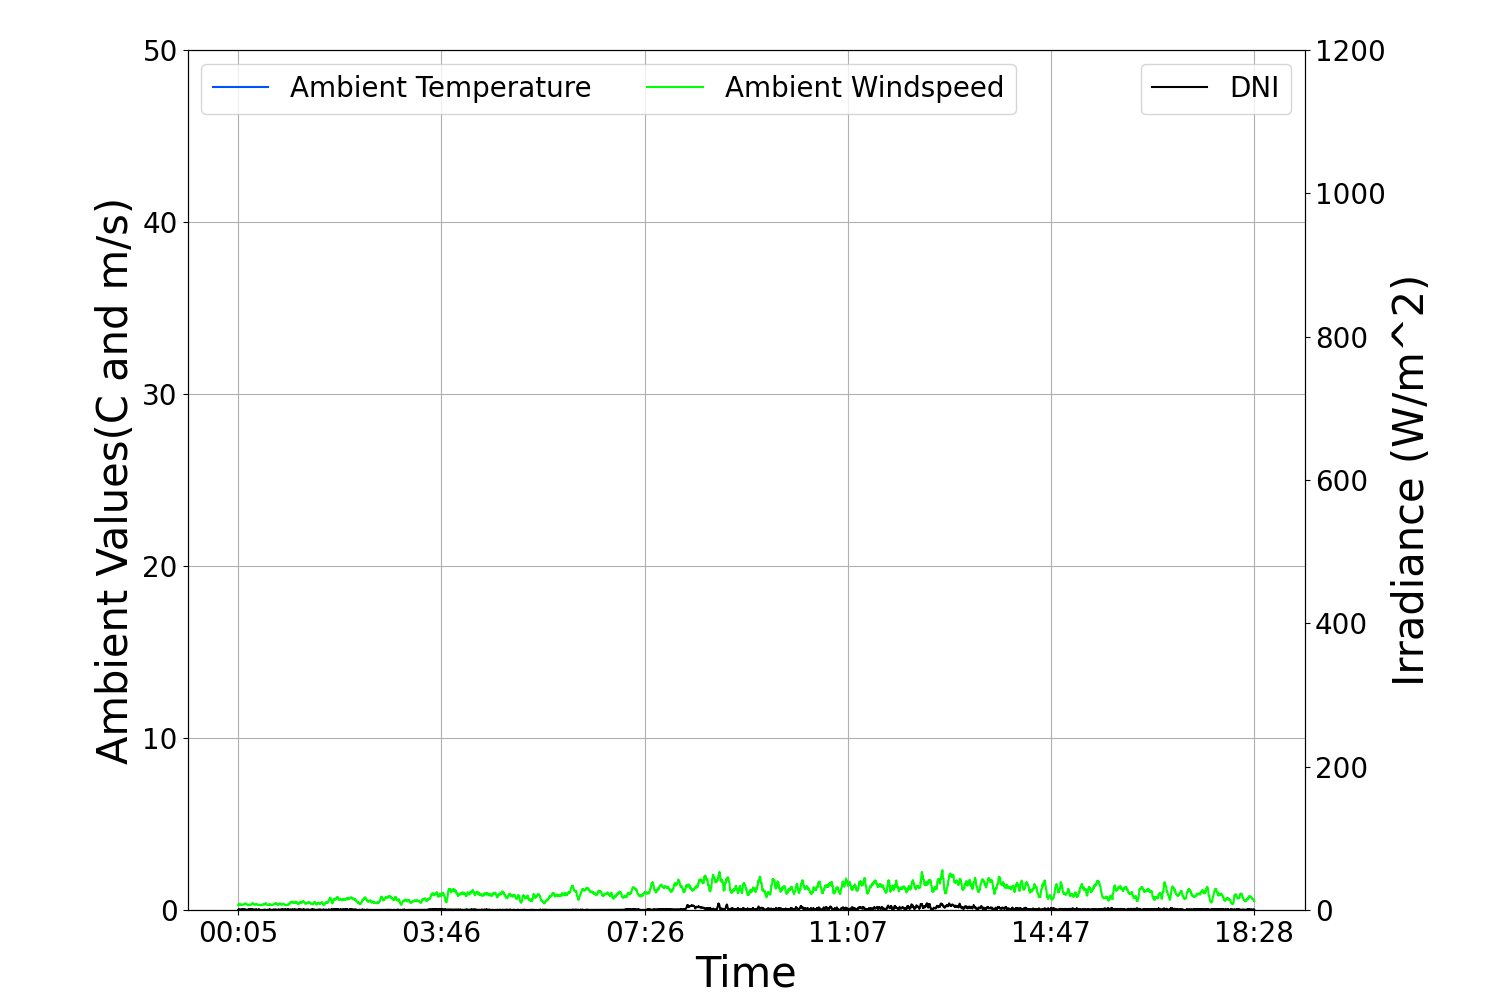 Ambient Temperature Ambient Windspeed DNI
Ambient Values(C and m/s)
50
40
30
20
10
0
1200
1000
800
600
400
200
0
Irradiance (W/m^2)
00:05 03:46 07:26 11:07 14:47 18:28
Time